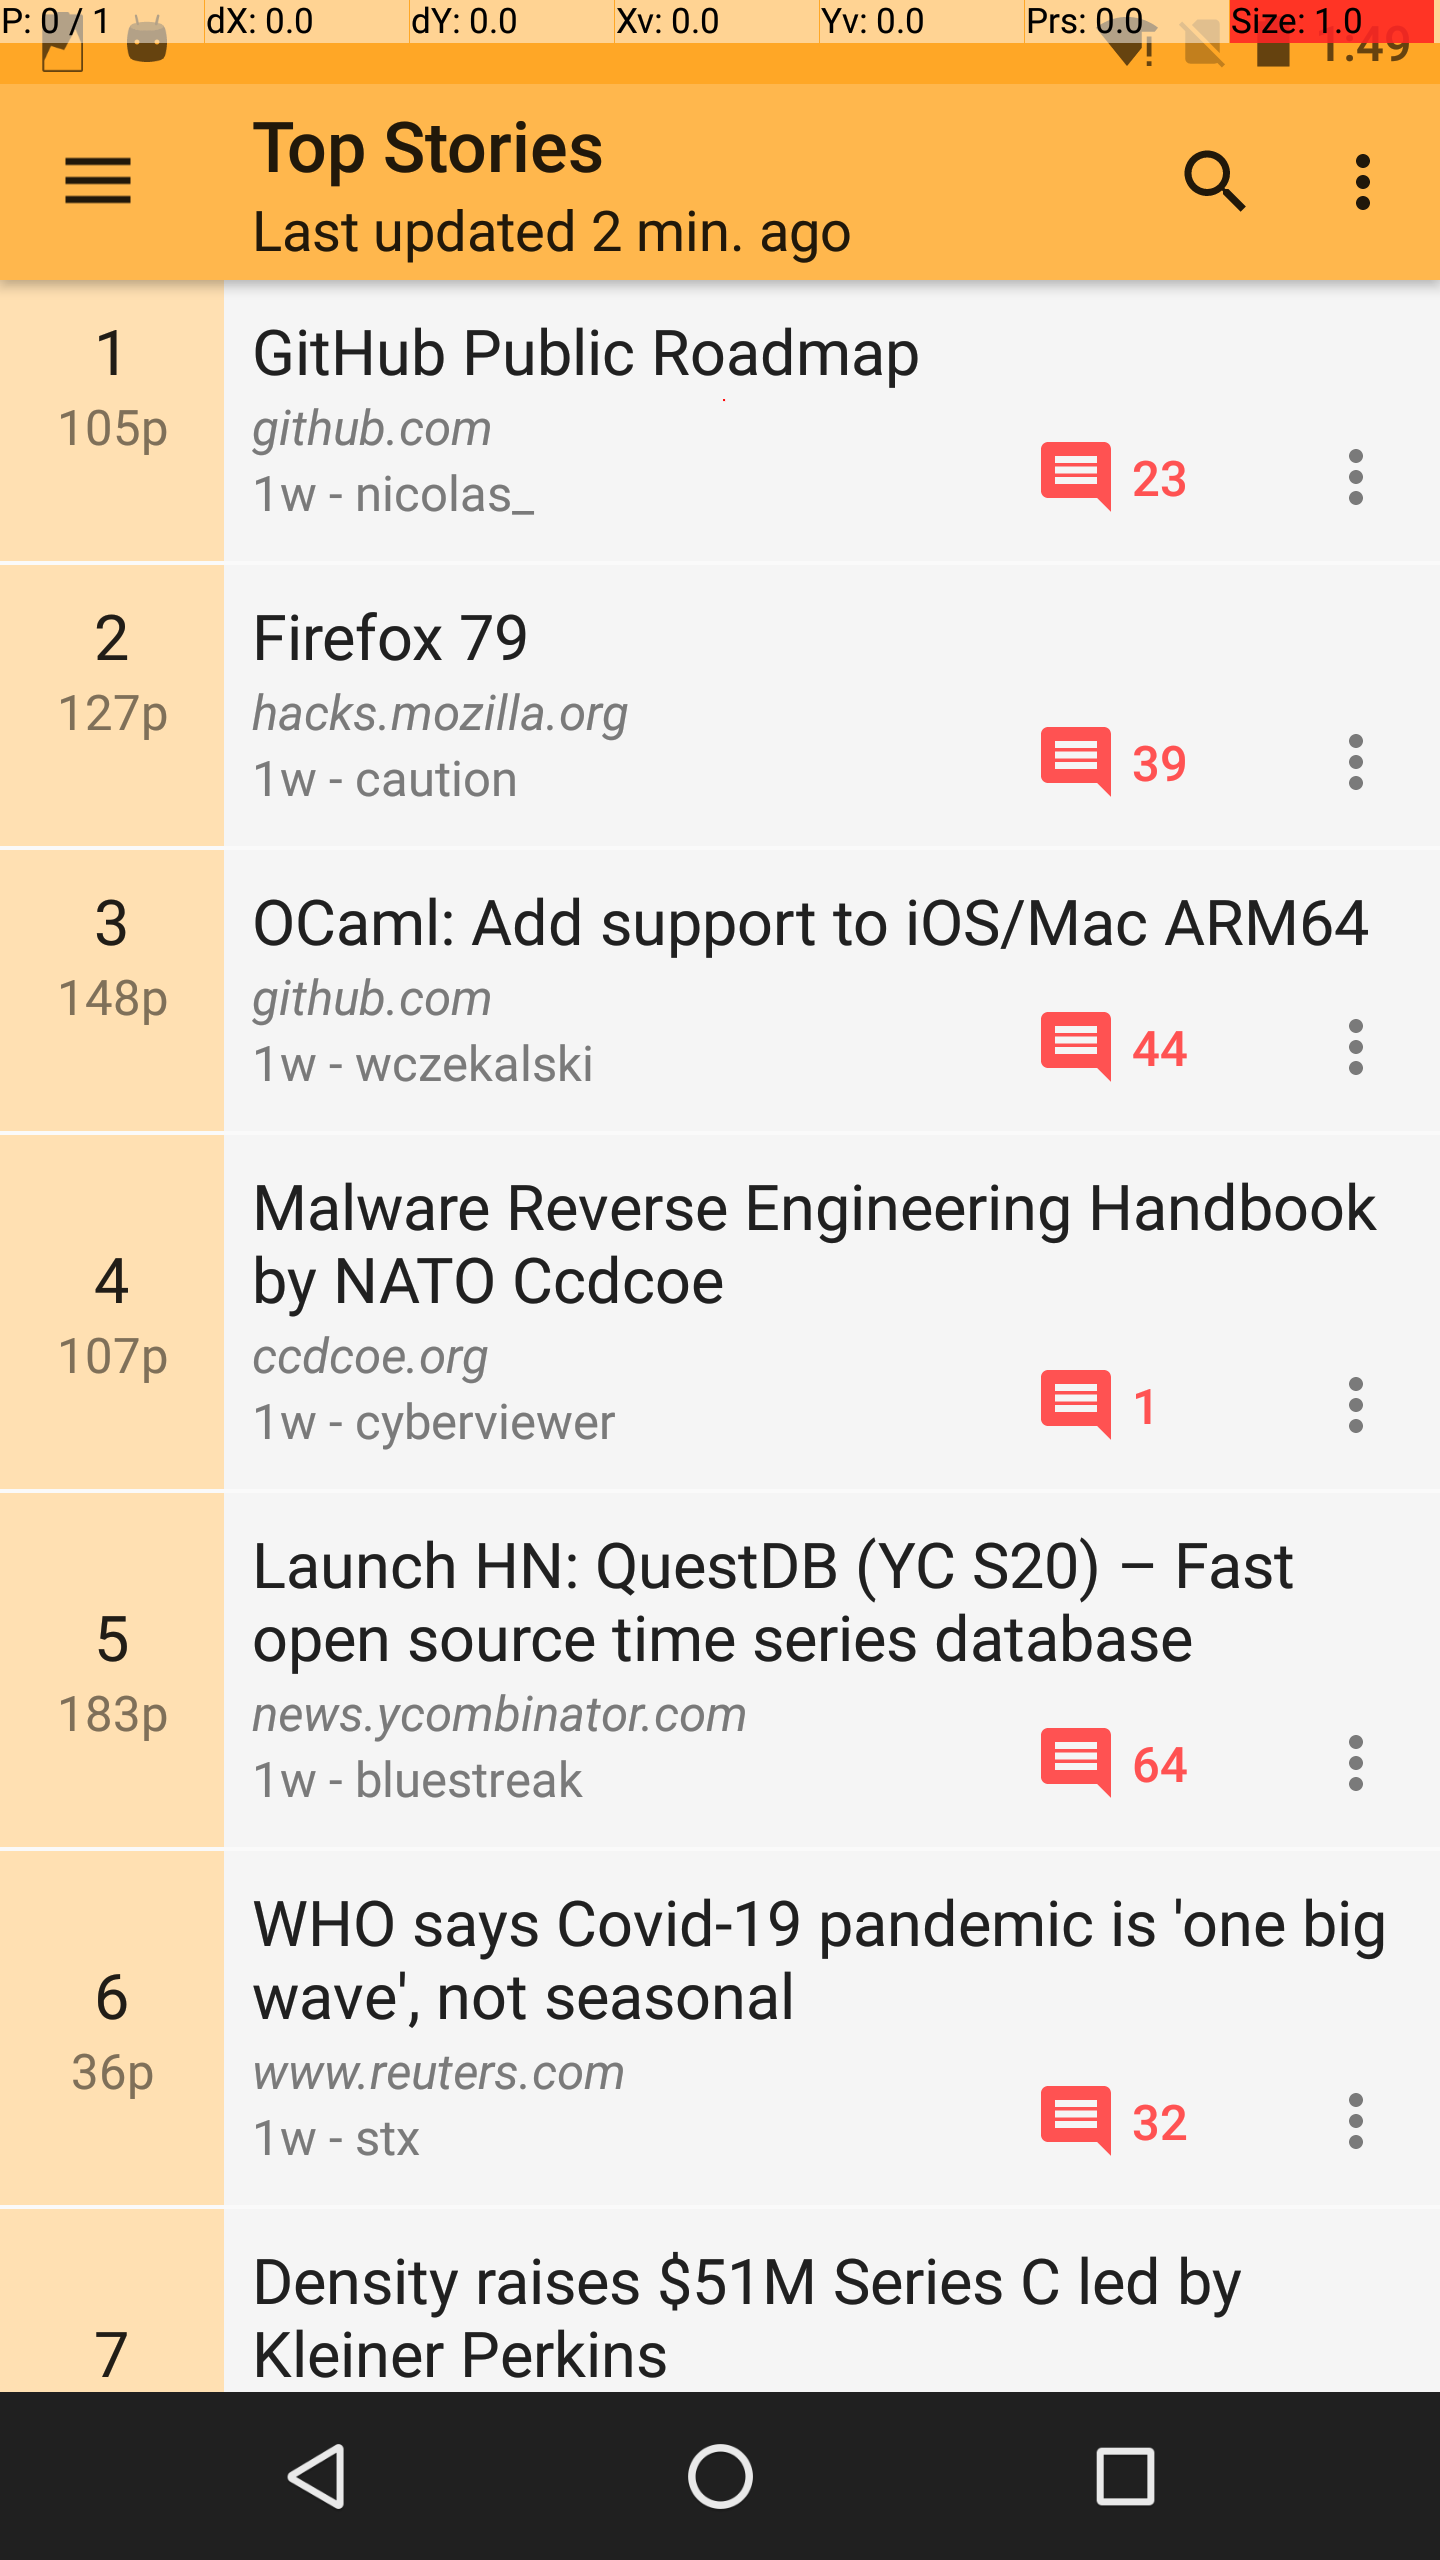 P: 0 / 1 dX: 0.0 dY: 0.0 Xv: 0.0 Yv: 0.0 Prs: 0.0 Size: 1.0
1:49
Top Stories
Last updated 2 min. ago
1
105p
GitHub Public Roadmap
github.com
1w - nicolas_
23
2
127p
Firefox 79
hacks.mozilla.org
1w - caution
39
3
148p
OCaml: Add support to iOS/Mac ARM64
github.com
1w - wczekalski
44
4
107p
Malware Reverse Engineering Handbook
by NATO Ccdcoe
ccdcoe.org
1w - cyberviewer
1
5
183p
Launch HN: QuestDB (YC S20) – Fast
open source time series database
news.ycombinator.com
1w - bluestreak
64
6
36p
WHO says Covid-19 pandemic is 'one big
wave', not seasonal
www.reuters.com
1w - stx
32
7
Density raises $51M Series C led by
Kleiner Perkins